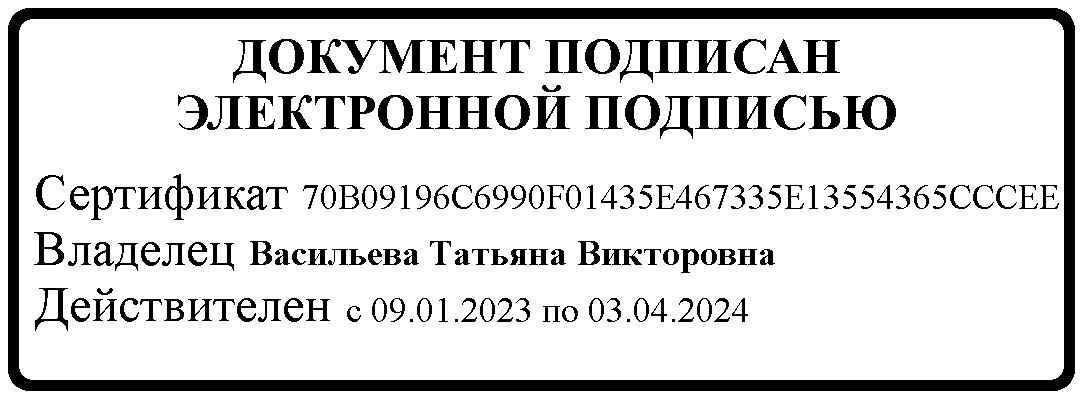 ДОКУМЕНТ ПОДПИСАН
ЭЛЕКТРОННОЙ ПОДПИСЬЮ
Сертификат 70B09196C6990F01435E467335E13554365CCCEE
Владелец Васильева Татьяна Викторовна
Действителен с 09.01.2023 по 03.04.2024